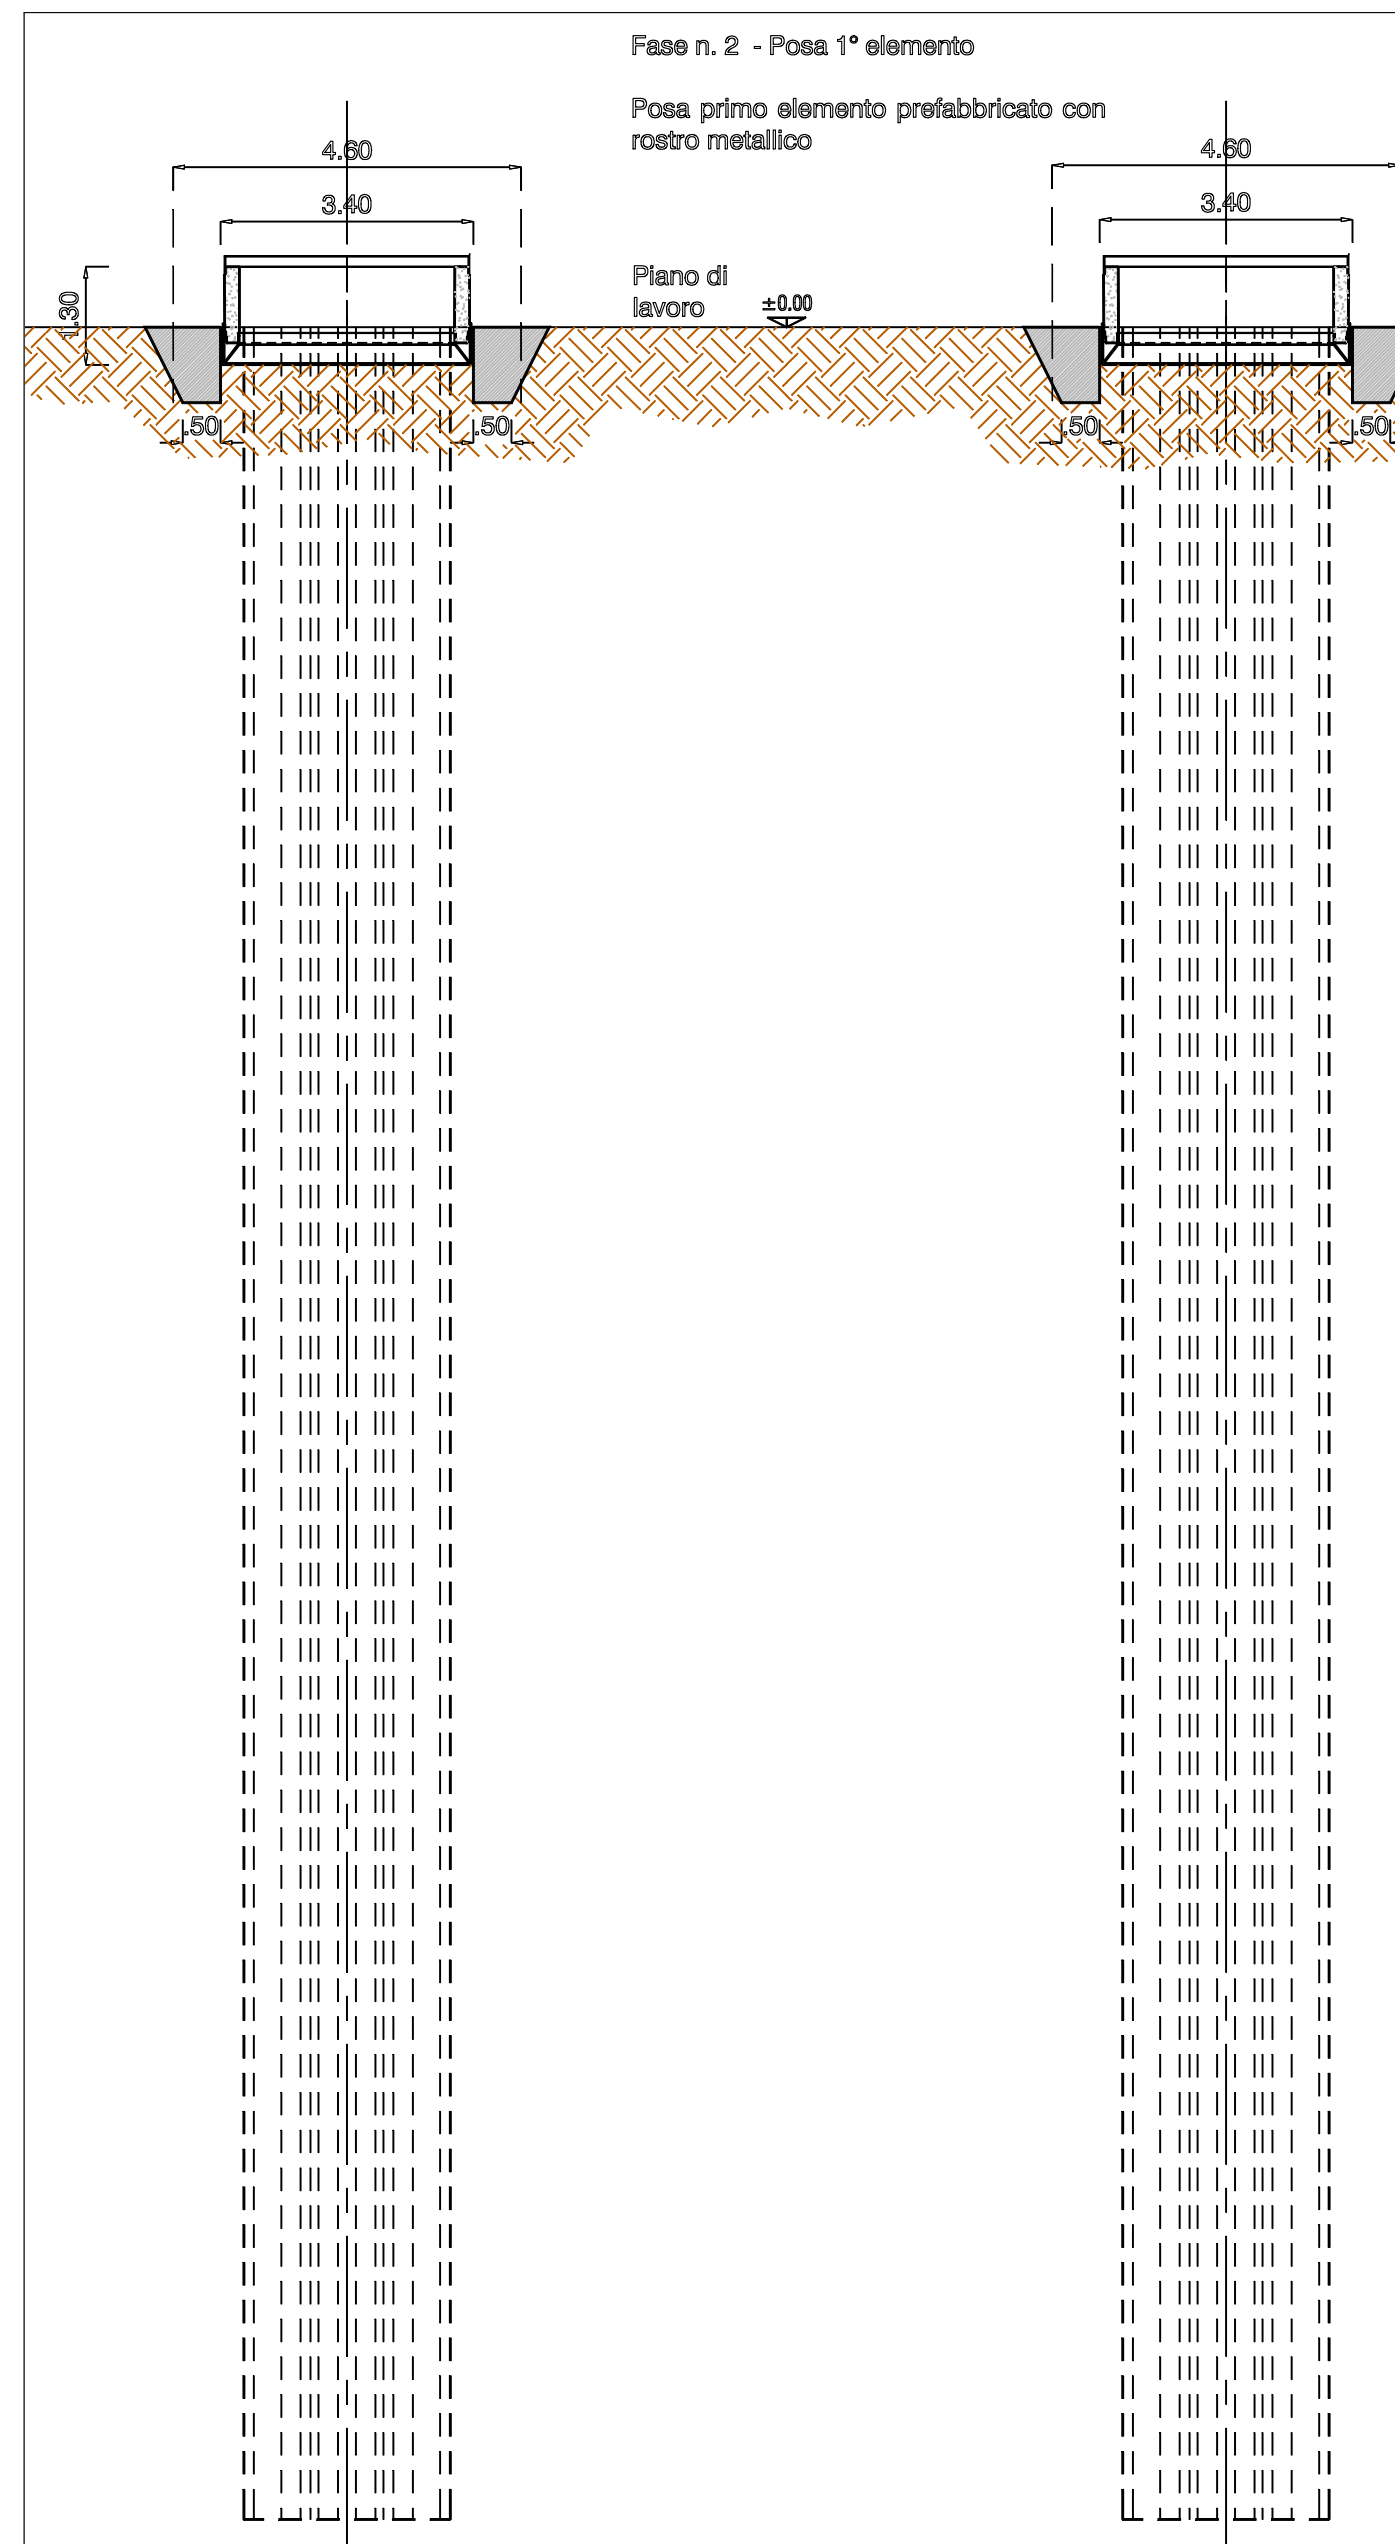 Fase n. 2 - Posa 1° elemento
Posa primo elemento prefabbricato con
rostro metallico
4.60
4.60
3.40
3.40
Piano di
lavoro
±0.00
1.30
.50
.50
.50
.50